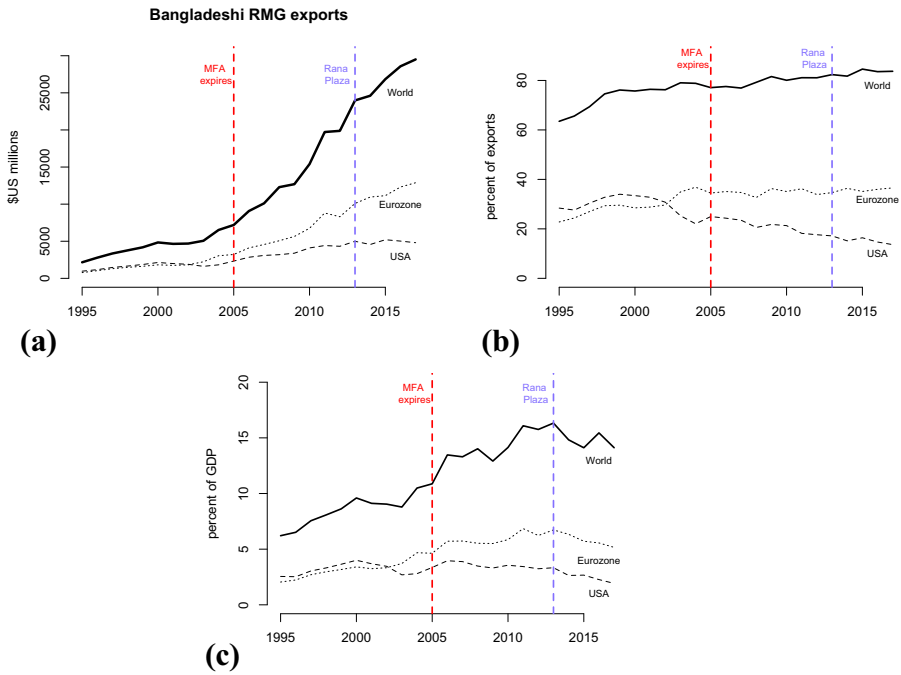 Bangladeshi RMG exports
$US millions
0
5000
15000
25000
MFA
expires
Rana
Plaza
World
Eurozone
USA
1995
2000
2005
2010
2015
(a)
percent of exports
0
20
40
60
80
MFA
expires
Rana
Plaza
World
Eurozone
USA
1995
2000
2005
2010
2015
(b)
percent of GDP
0
5
10
15
20
MFA
expires
Rana
Plaza
World
Eurozone
USA
1995
2000
2005
2010
2015
(c)